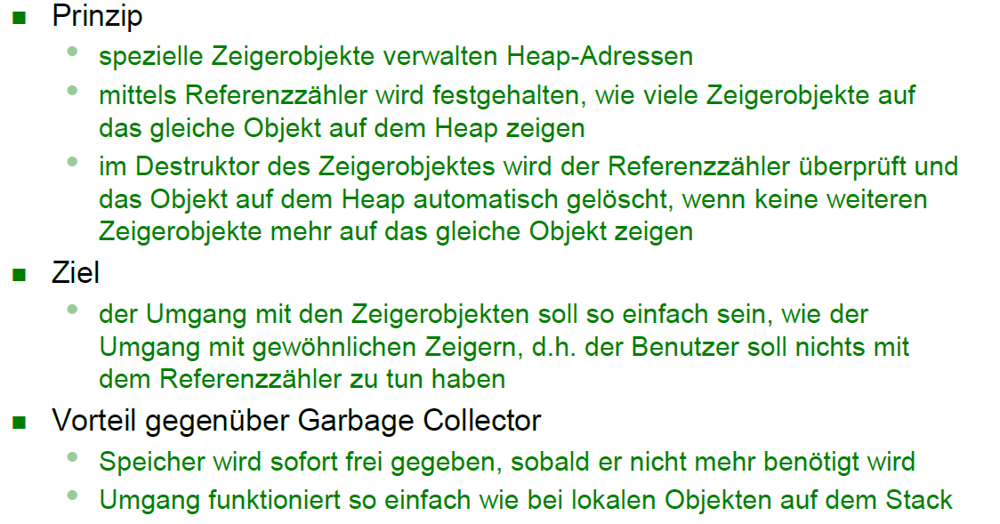 Prinzip
spezielle Zeigerobjekte verwalten Heap-Adressen
mittels Referenzzähler wird festgehalten, wie viele Zeigerobjekte auf
das gleiche Objekt auf dem Heap zeigen
im Destruktor des Zeigerobjektes wird der Referenzzähler überprüft und
das Objekt auf dem Heap automatisch gelöscht, wenn keine weiteren
Zeigerobjekte mehr auf das gleiche Objekt zeigen
Ziel
der Umgang mit den Zeigerobjekten soll so einfach sein, wie der
Umgang mit gewöhnlichen Zeigern, d.h. der Benutzer soll nichts mit
dem Referenzzähler zu tun haben
Vorteil gegenüber Garbage Collector
Speicher wird sofort frei gegeben, sobald er nicht mehr benötigt wird
Umgang funktioniert so einfach wie bei lokalen Objekten auf dem Stack